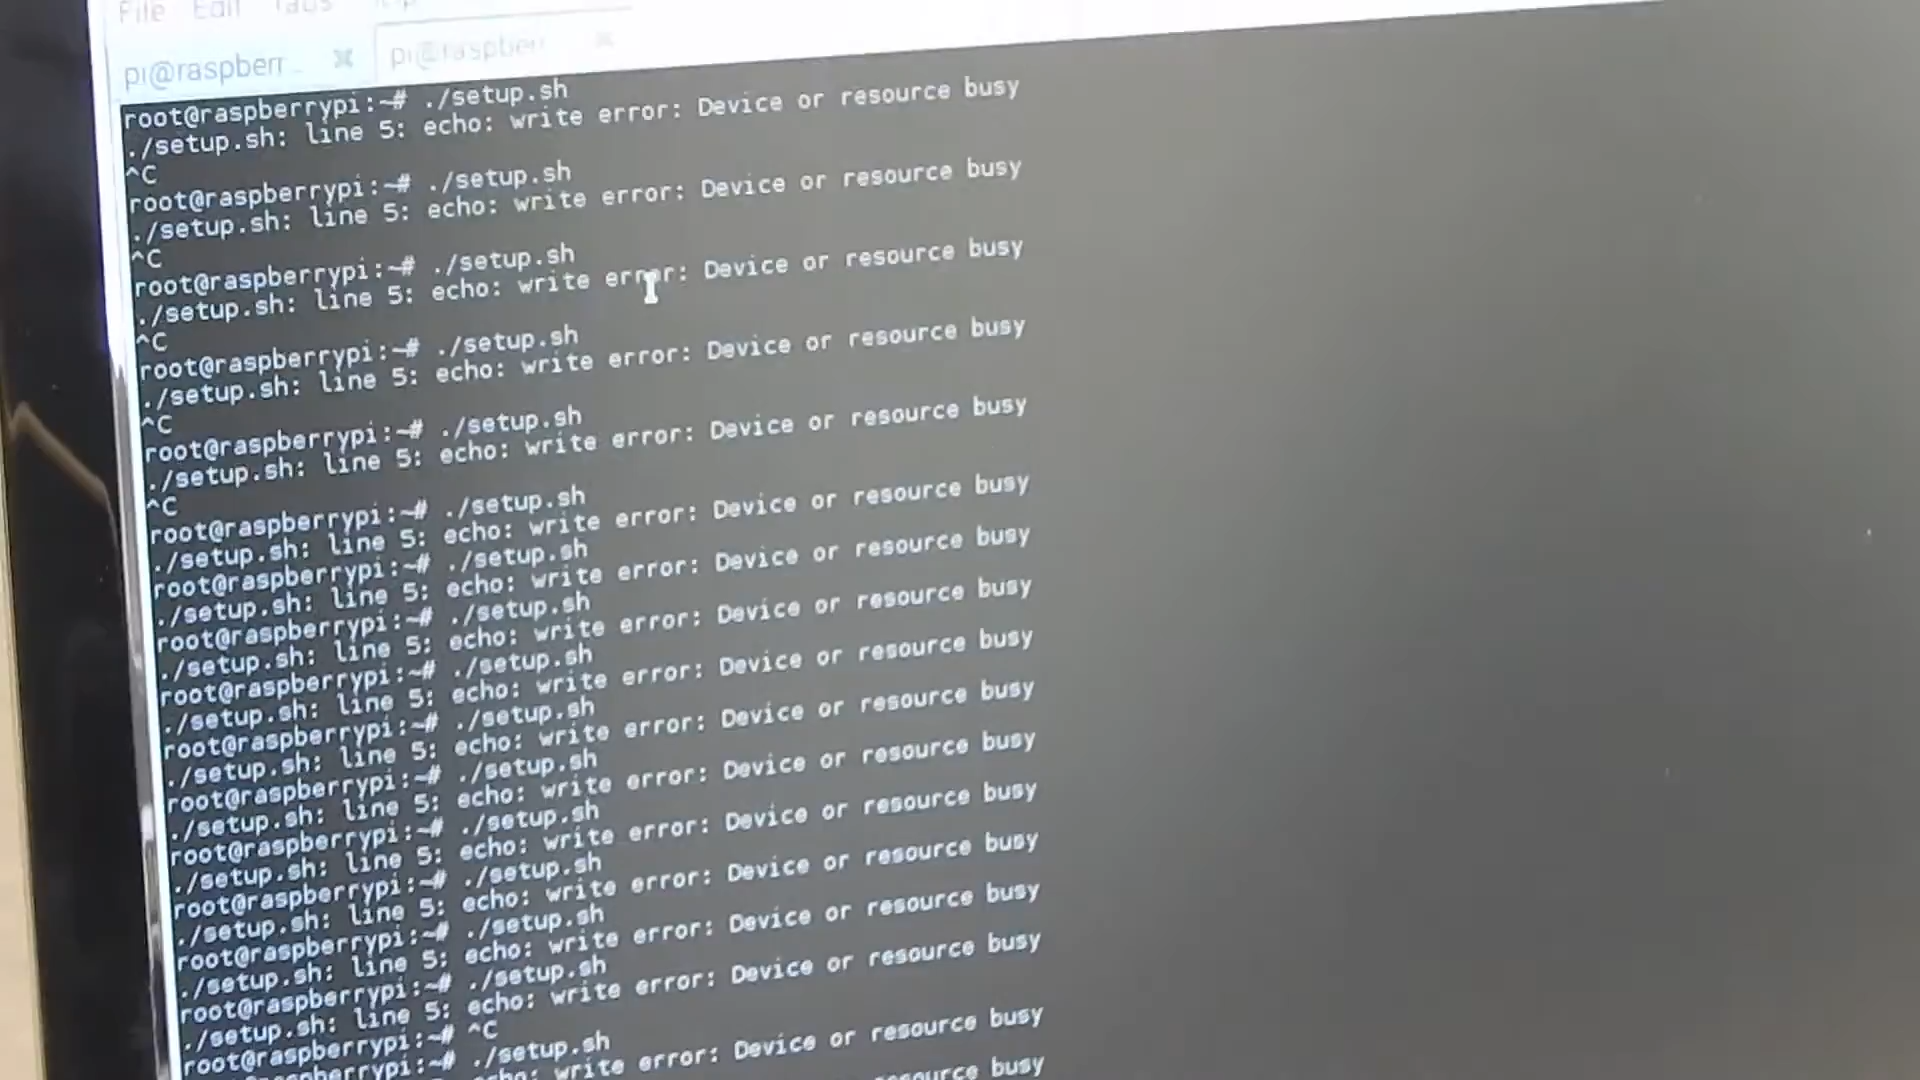 File Edit Tabs
pi@raspberr...
pi@raspberr
root@raspberrypi:~# ./setup.sh
./setup.sh: line 5: echo: write error: Device or resource busy
^C
root@raspberrypi:~# ./setup.sh
./setup.sh: line 5: echo: write error: Device or resource busy
^C
root@raspberrypi:~# ./setup.sh
./setup.sh: line 5: echo: write error: Device or resource busy
^C
root@raspberrypi:~# ./setup.sh
./setup.sh: line 5: echo: write error: Device or resource busy
^C
root@raspberrypi:~# ./setup.sh
./setup.sh: line 5: echo: write error: Device or resource busy
^C
root@raspberrypi:~# ./setup.sh
./setup.sh: line 5: echo: write error: Device or resource busy
root@raspberrypi:~# ./setup.sh
./setup.sh: line 5: echo: write error: Device or resource busy
root@raspberrypi:~# ./setup.sh
./setup.sh: line 5: echo: write error: Device or resource busy
root@raspberrypi:~# ./setup.sh
./setup.sh: line 5: echo: write error: Device or resource busy
root@raspberrypi:~# ./setup.sh
./setup.sh: line 5: echo: write error: Device or resource busy
root@raspberrypi:~# ./setup.sh
./setup.sh: line 5: echo: write error: Device or resource busy
root@raspberrypi:~# ./setup.sh
./setup.sh: line 5: echo: write error: Device or resource busy
root@raspberrypi:~# ./setup.sh
./setup.sh: line 5: echo: write error: Device or resource busy
root@raspberrypi:~# ./setup.sh
./setup.sh: line 5: echo: write error: Device or resource busy
root@raspberrypi:~# ./setup.sh
./setup.sh: line 5: echo: write error: Device or resource busy
root@raspberrypi:~# ^C
root@raspberrypi:~# ./setup.sh
echo: write error: Device or resource busy
resource busy